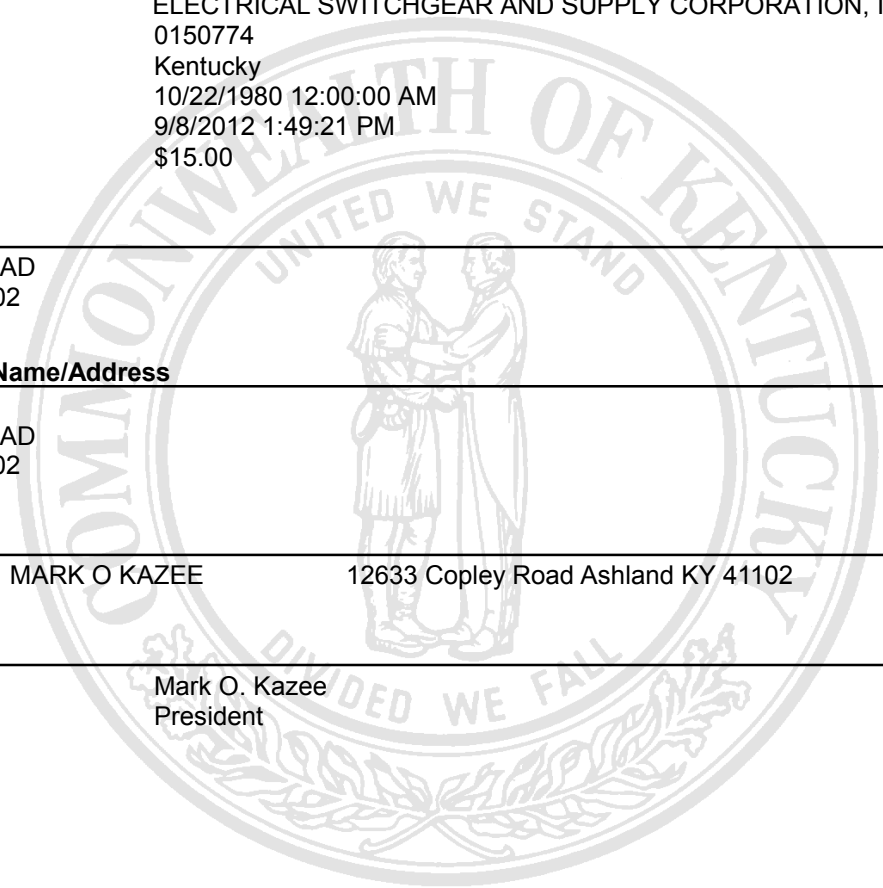 ELECTRICAL SWITCHGEAR AND SUPPLY CORPORATION, I
0150774
Kentucky
10/22/1980 12:00:00 AM
9/8/2012 1:49:21 PM
$15.00
AD
02
Name/Address
AD
02
MARK O KAZEE 12633 Copley Road Ashland KY 41102
Mark O. Kazee
President
COMMONWEALTH OF KENTUCKY
UNITED WE STAND
DIVIDED WE FALL